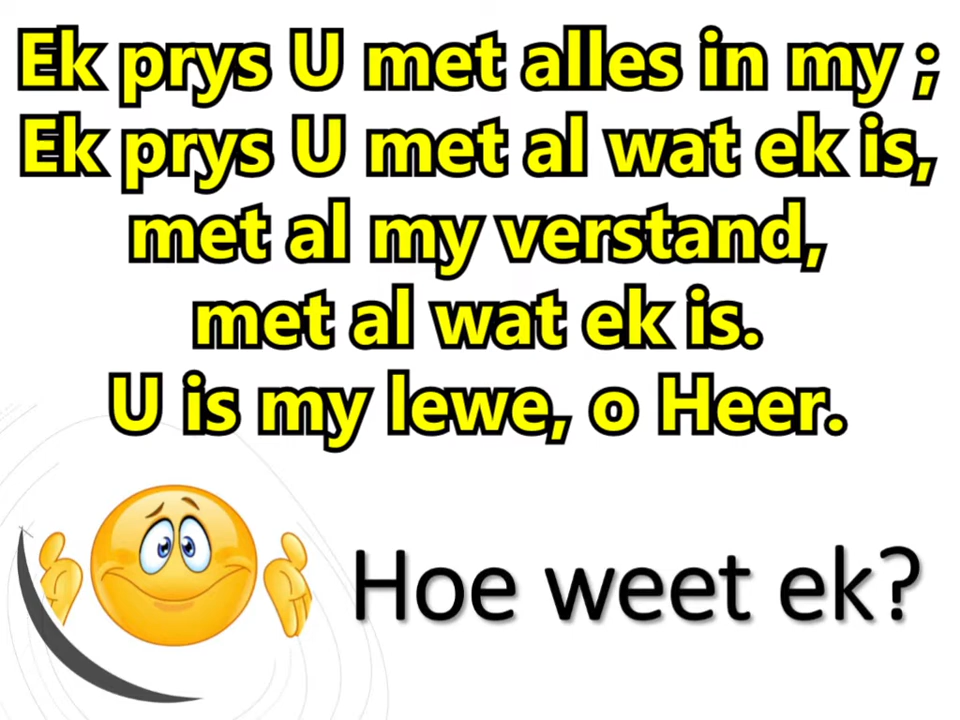 Ek prys U met alles in my ;
Ek prys U met al wat ek is,
met al my verstand,
met al wat ek is.
U is my lewe, o Heer.
Hoe weet ek?